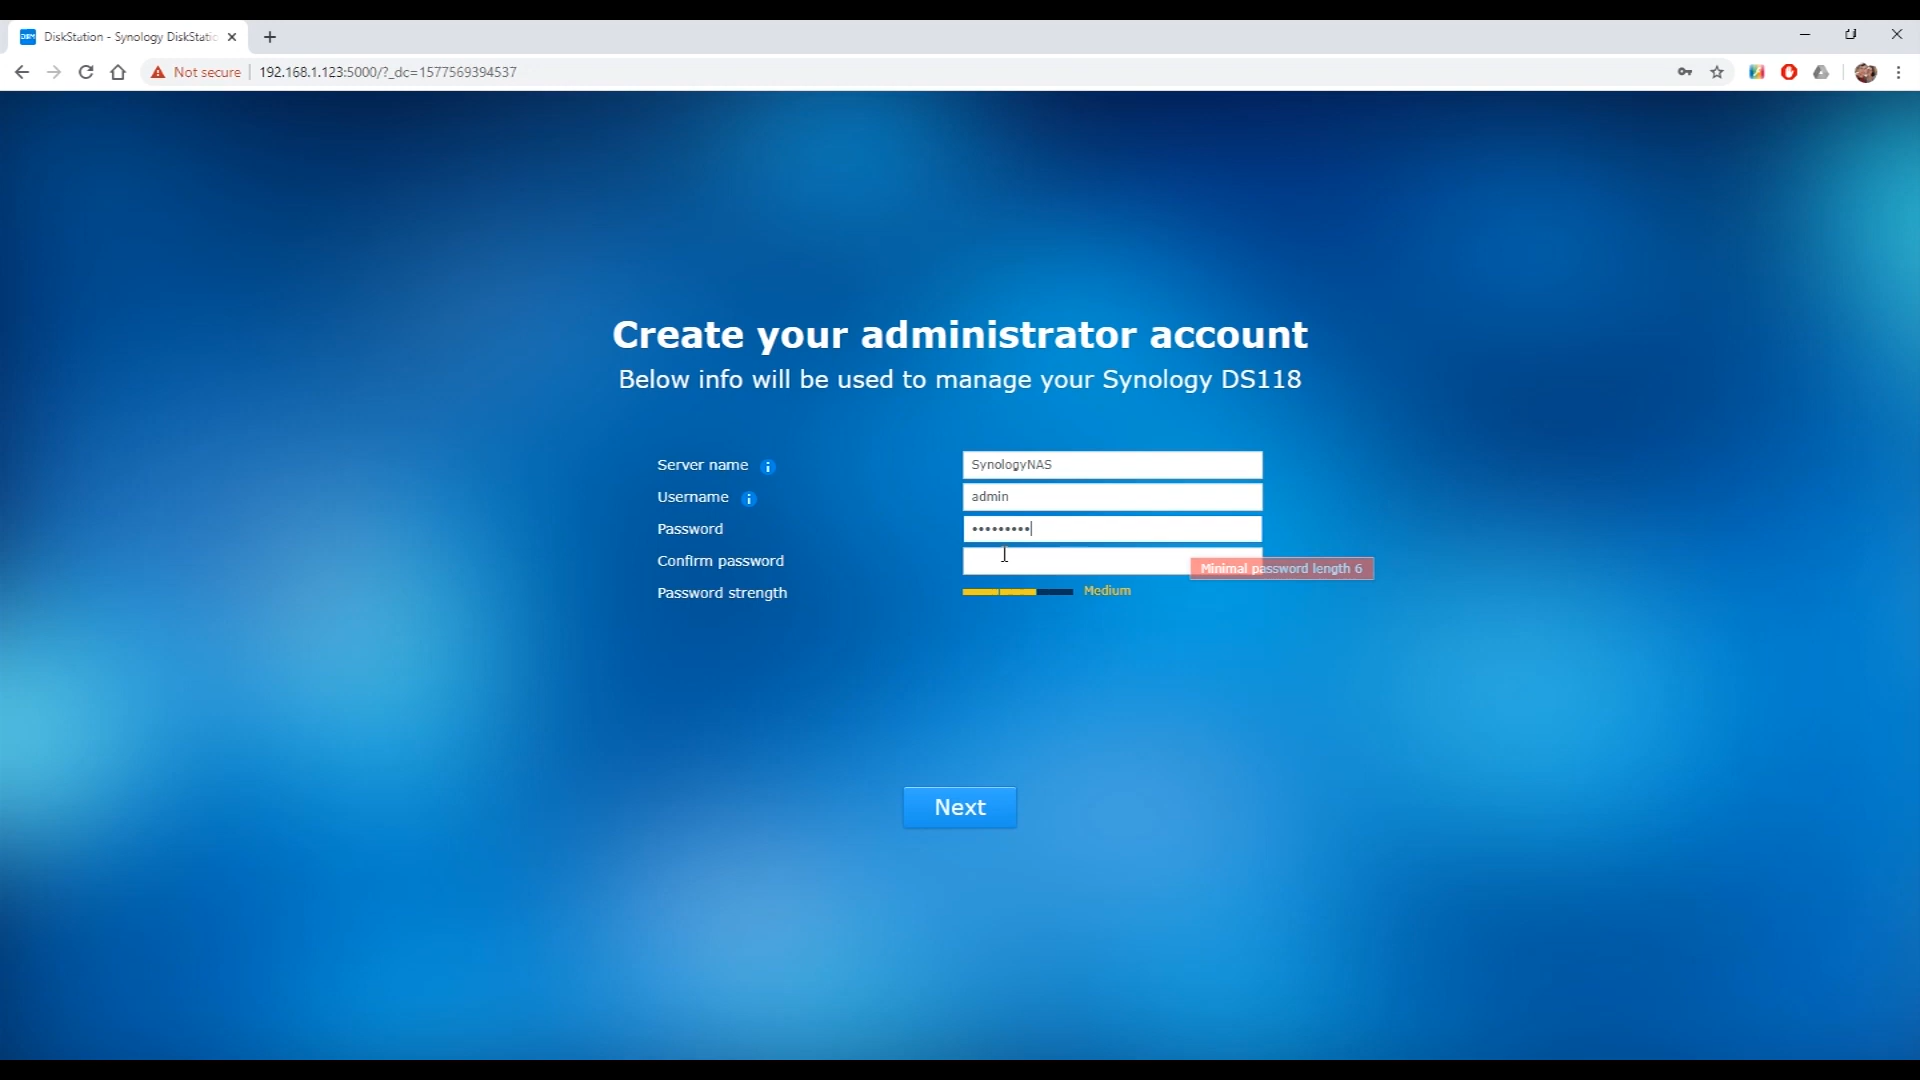 DSM DiskStation - Synology DiskStatio
Not secure 192.168.1.123:5000/?_dc=1577569394537
Create your administrator account
Below info will be used to manage your Synology DS118
Server name i SynologyNAS
Username i admin
Password •••••••••
Confirm password
Minimal password length 6
Password strength Medium
Next